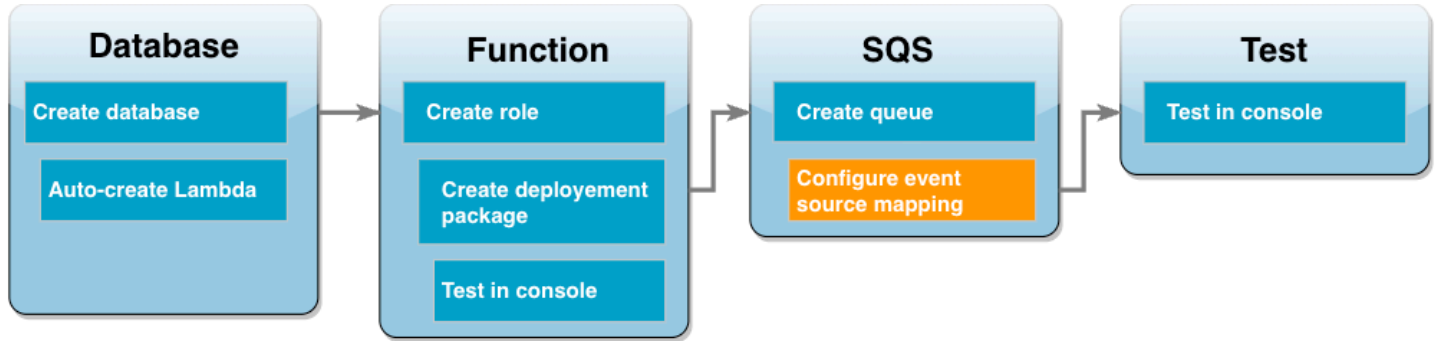 Database
Create database
Auto-create Lambda
Function
Create role
Create deployement
package
Test in console
SQS
Create queue
Configure event
source mapping
Test
Test in console